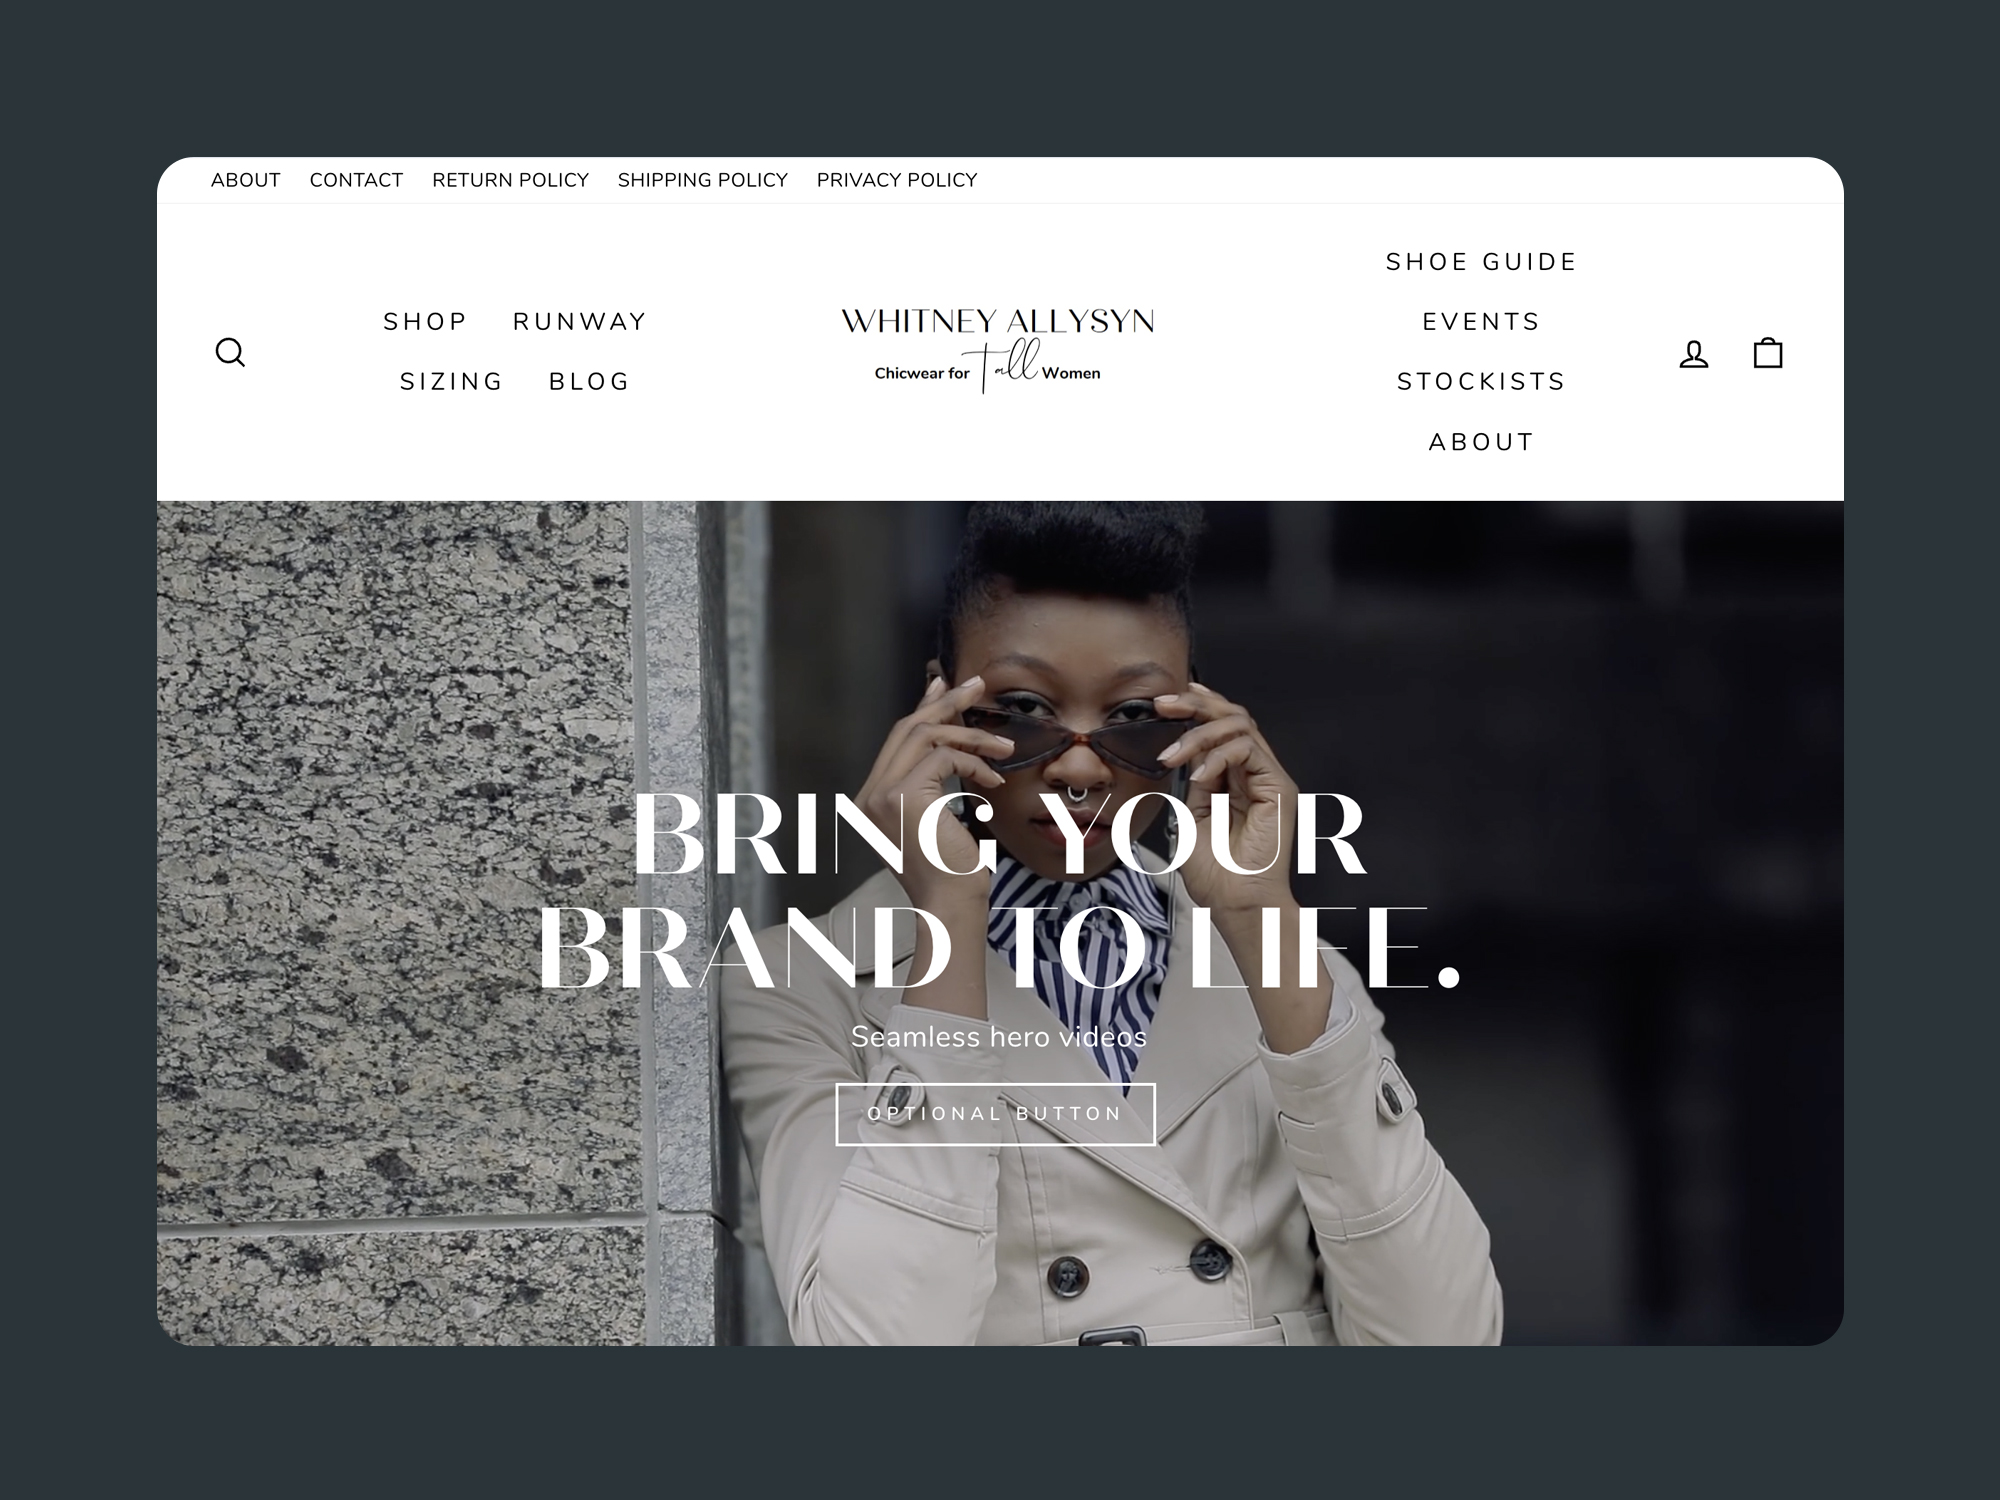 ABOUT CONTACT RETURN POLICY SHIPPING POLICY PRIVACY POLICY
SHOP RUNWAY
SIZING BLOG
WHITNEY ALLYSYN
Chicwear for Tall Women
SHOE GUIDE
EVENTS
STOCKISTS
ABOUT
BRING YOUR
BRAND TO LIFE.
Seamless hero videos
OPTIONAL BUTTON